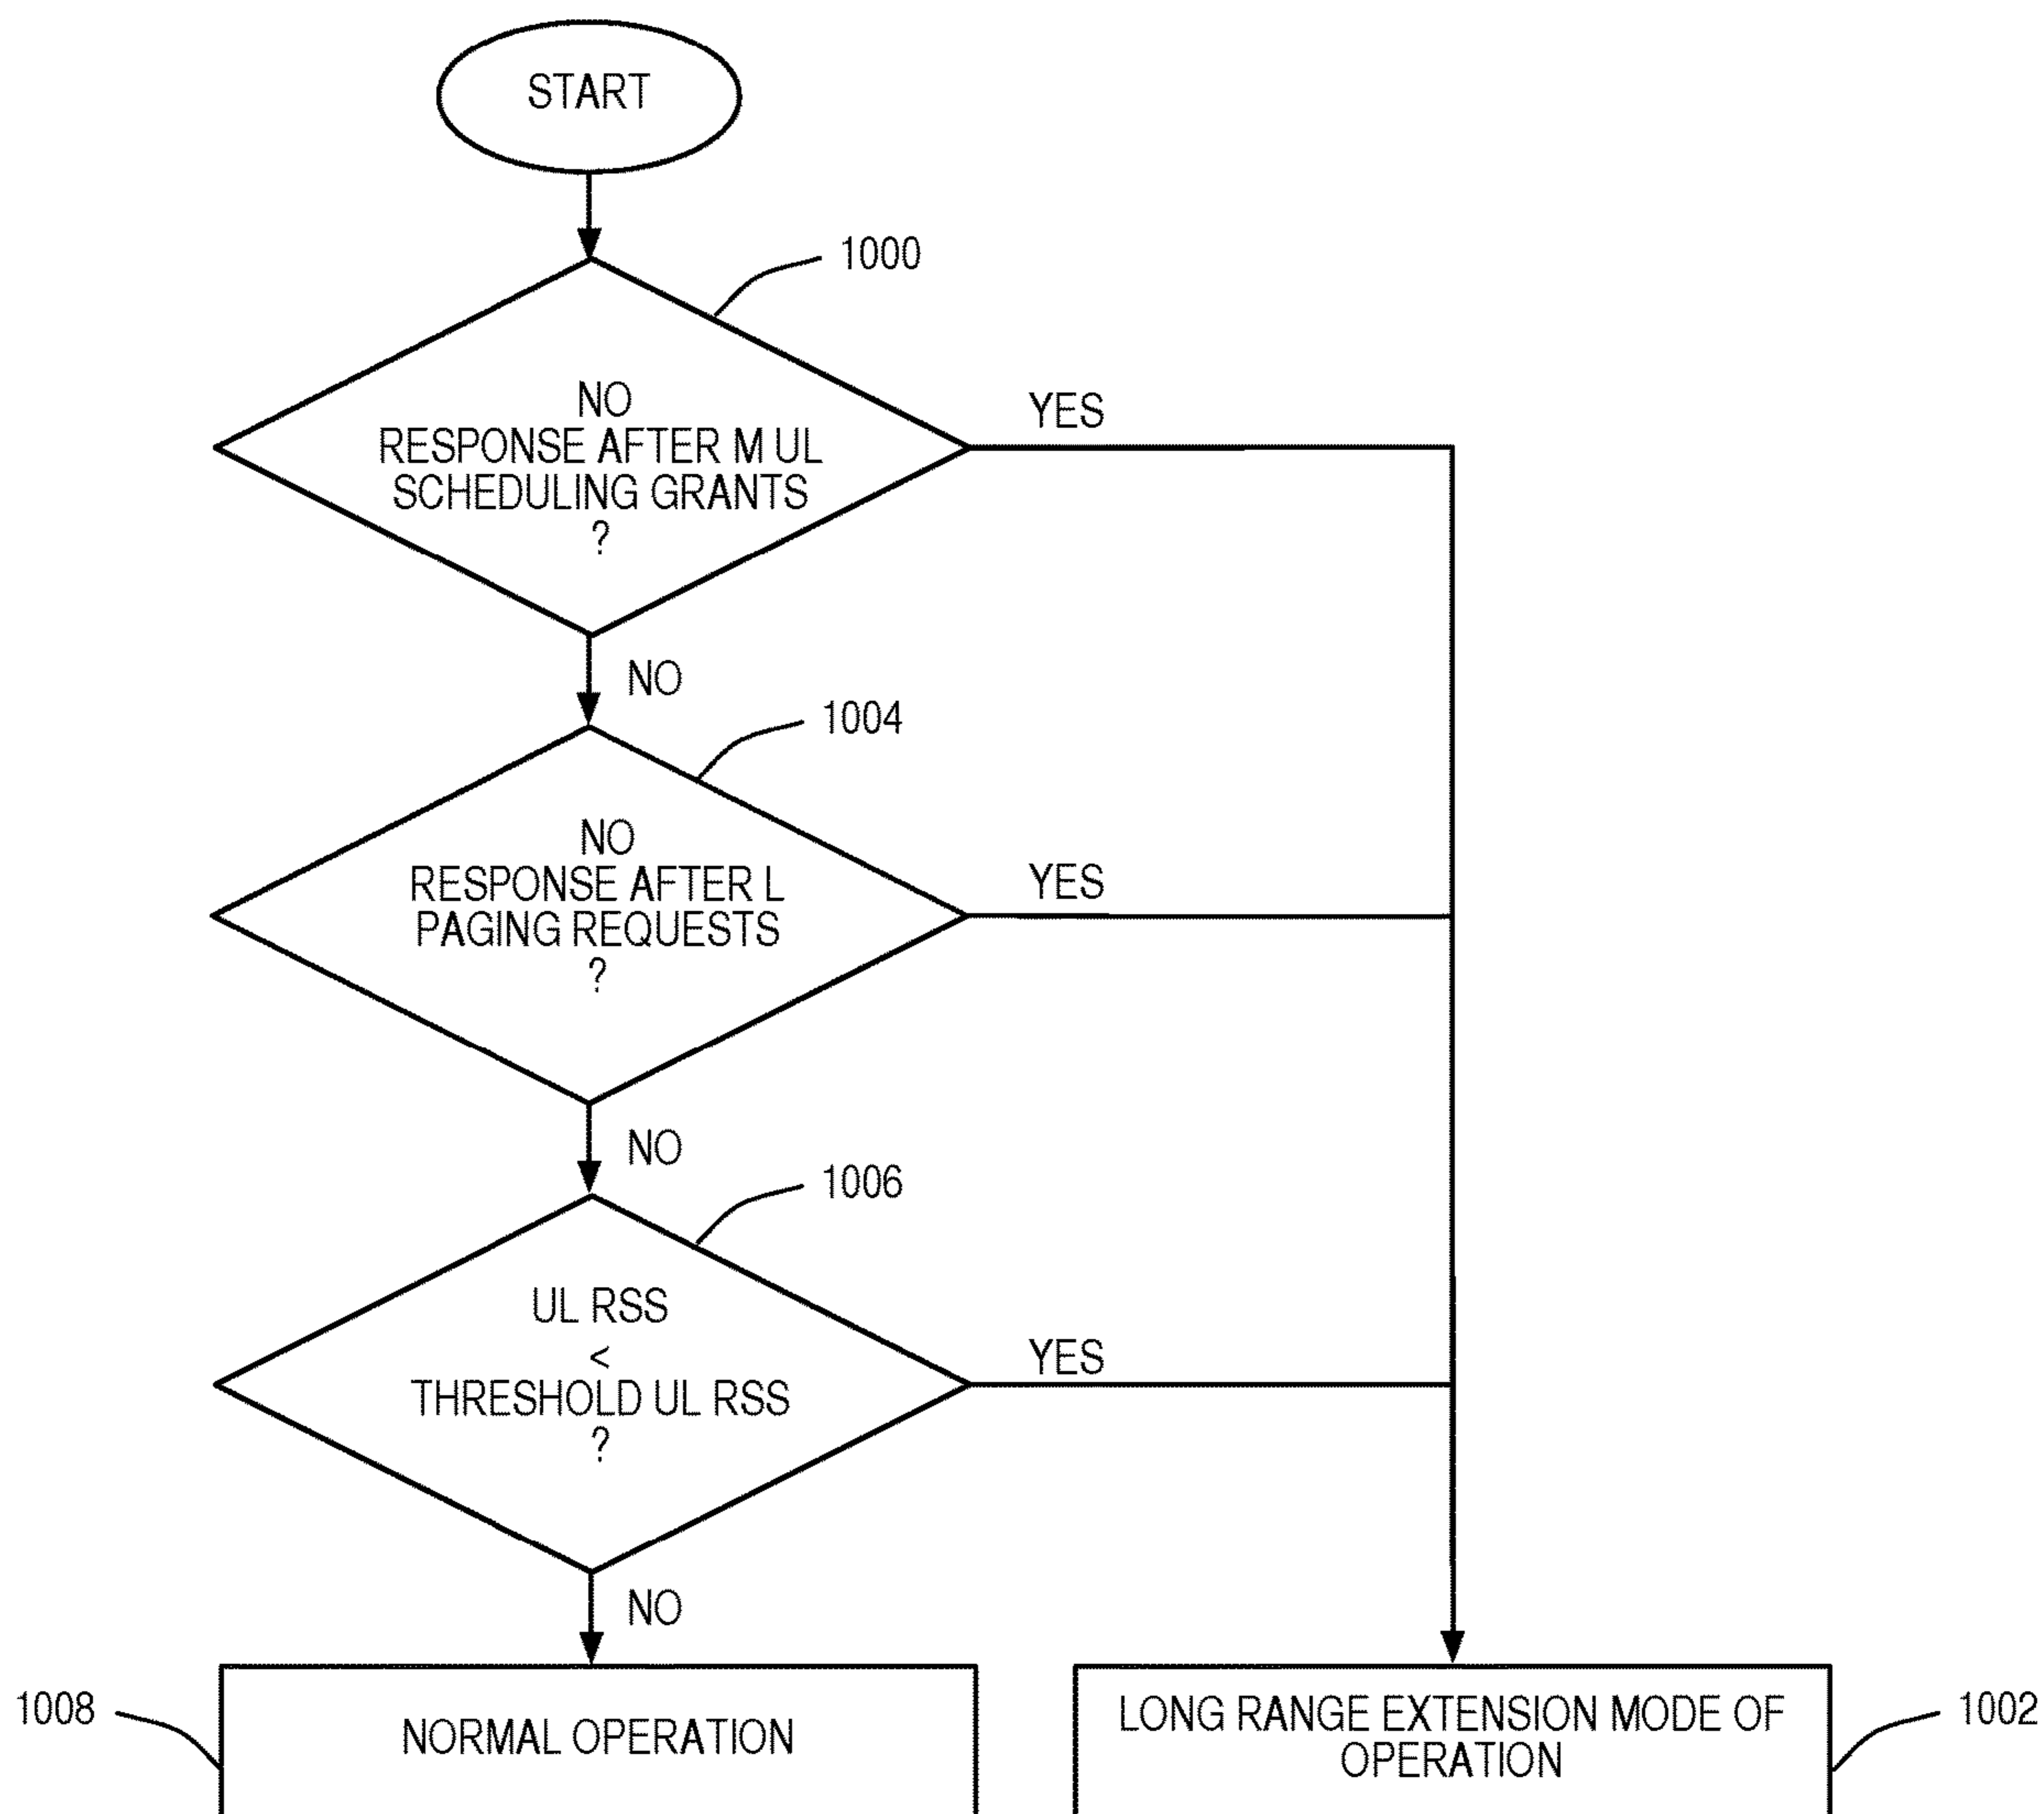 START
1000
NO
RESPONSE AFTER M UL
SCHEDULING GRANTS
?
YES
NO
1004
NO
RESPONSE AFTER L
PAGING REQUESTS
?
YES
NO
1006
UL RSS
<
THRESHOLD UL RSS
?
YES
NO
1008
NORMAL OPERATION
LONG RANGE EXTENSION MODE OF
OPERATION
1002